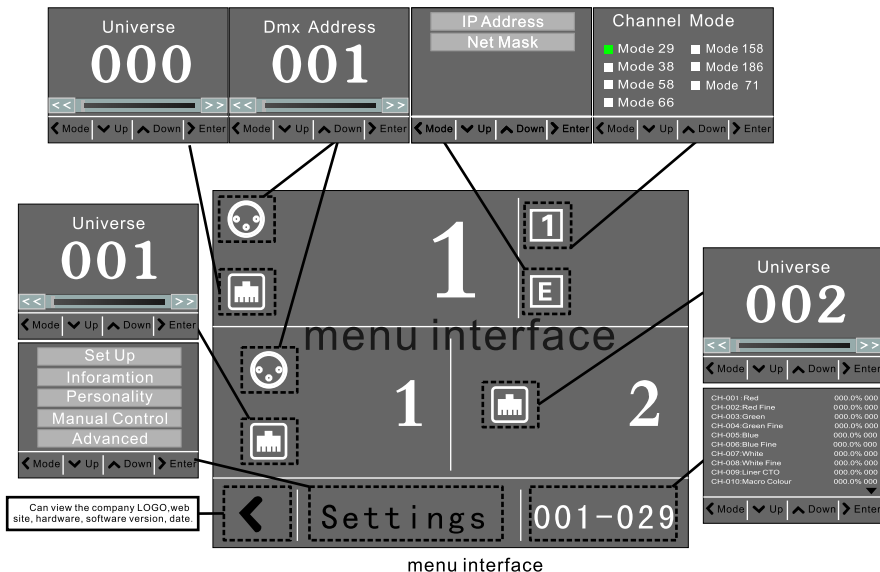 Universe
000
<< >>
Mode Up Down Enter
Dmx Address
001
<< >>
Mode Up Down Enter
IP Address
Net Mask
Mode Up Down Enter
Channel Mode
Mode 29 Mode 158
Mode 38 Mode 186
Mode 58 Mode 71
Mode 66
Mode Up Down Enter
Universe
001
<< >>
Mode Up Down Enter
Set Up
Inforamtion
Personality
Manual Control
Advanced
Mode Up Down Enter
Can view the company LOGO,web
site, hardware, software version, date.
1
1
E
menu interface
1
2
Settings
001-029
Universe
002
<< >>
Mode Up Down Enter
CH-001:Red 000.0% 000
CH-002:Red Fine 000.0% 000
CH-003:Green 000.0% 000
CH-004:Green Fine 000.0% 000
CH-005:Blue 000.0% 000
CH-006:Blue Fine 000.0% 000
CH-007:White 000.0% 000
CH-008:White Fine 000.0% 000
CH-009:Liner CTO 000.0% 000
CH-010:Macro Colour 000.0% 000
Mode Up Down Enter
menu interface